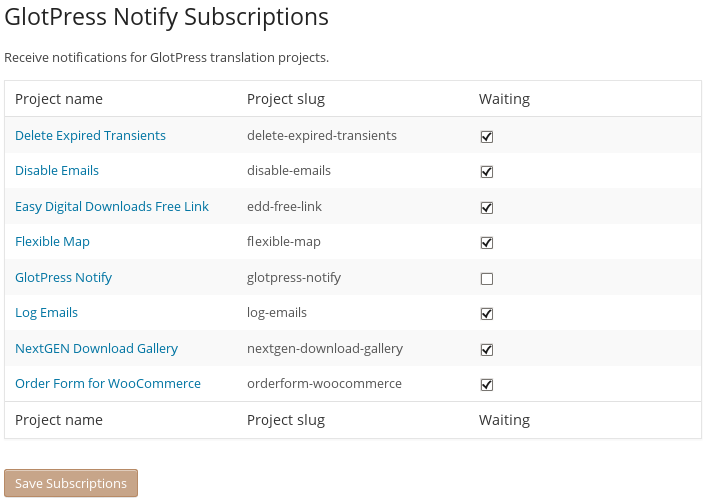 GlotPress Notify Subscriptions
Receive notifications for GlotPress translation projects.
Project name Project slug Waiting
Delete Expired Transients delete-expired-transients
Disable Emails disable-emails
Easy Digital Downloads Free Link edd-free-link
Flexible Map flexible-map
GlotPress Notify glotpress-notify
Log Emails log-emails
NextGEN Download Gallery nextgen-download-gallery
Order Form for WooCommerce orderform-woocommerce
Project name Project slug Waiting
Save Subscriptions